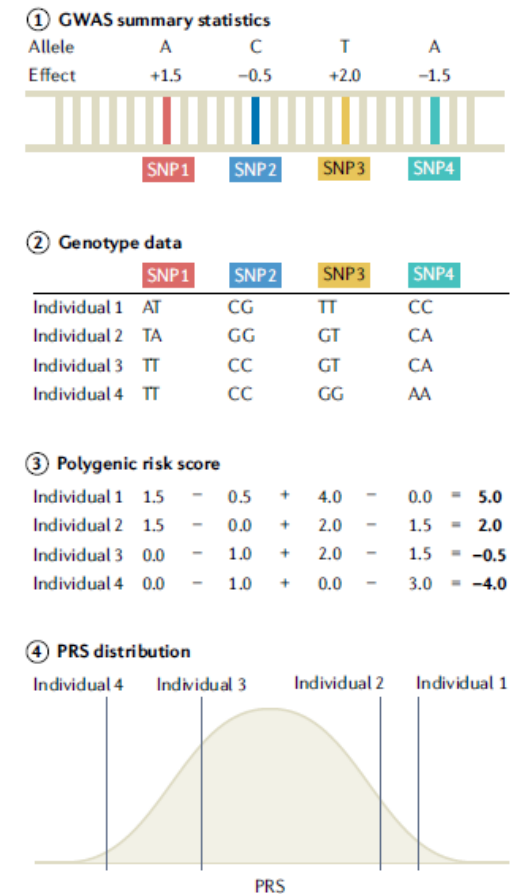 ① GWAS summary statistics
Allele A C T A
Effect +1.5 −0.5 +2.0 −1.5
SNP1 SNP2 SNP3 SNP4
② Genotype data
SNP1 SNP2 SNP3 SNP4
Individual 1 AT CG TT CC
Individual 2 TA GG GT CA
Individual 3 TT CC GT CA
Individual 4 TT CC GG AA
③ Polygenic risk score
Individual 1 1.5 − 0.5 + 4.0 − 0.0 = 5.0
Individual 2 1.5 − 0.0 + 2.0 − 1.5 = 2.0
Individual 3 0.0 − 1.0 + 2.0 − 1.5 = −0.5
Individual 4 0.0 − 1.0 + 0.0 − 3.0 = −4.0
④ PRS distribution
Individual 4 Individual 3 Individual 2 Individual 1
PRS